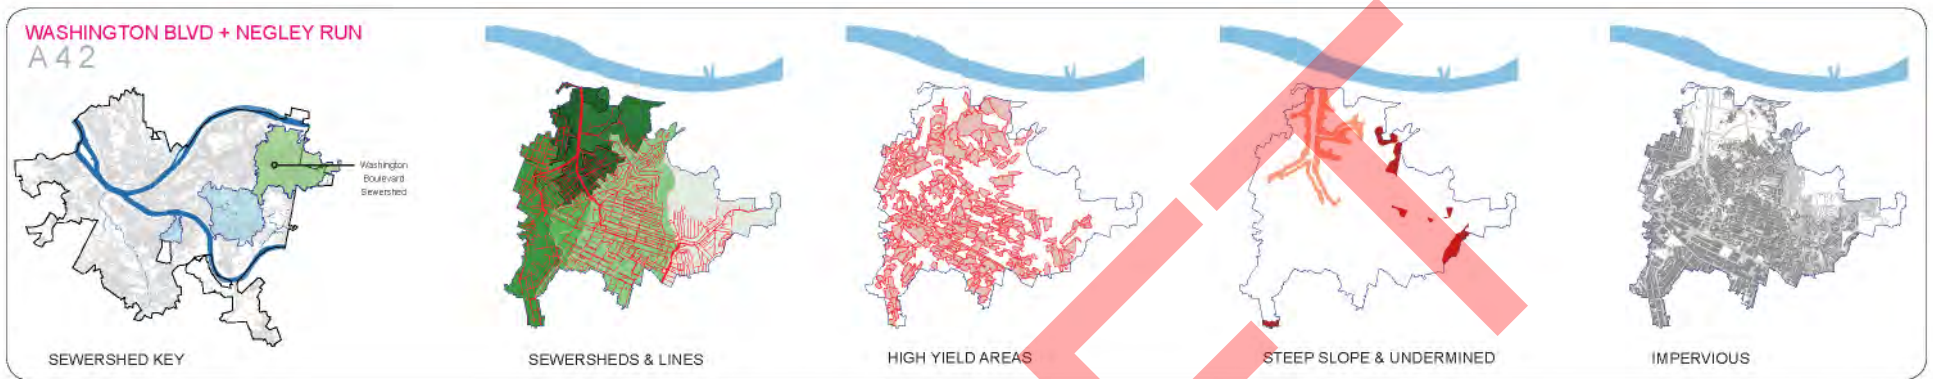 WASHINGTON BLVD + NEGLEY RUN
A 4 2
Washington
Boulevard
Sewershed
SEWERSHED KEY
SEWERSHEDS & LINES
HIGH YIELD AREAS
STEEP SLOPE & UNDERMINED
IMPERVIOUS